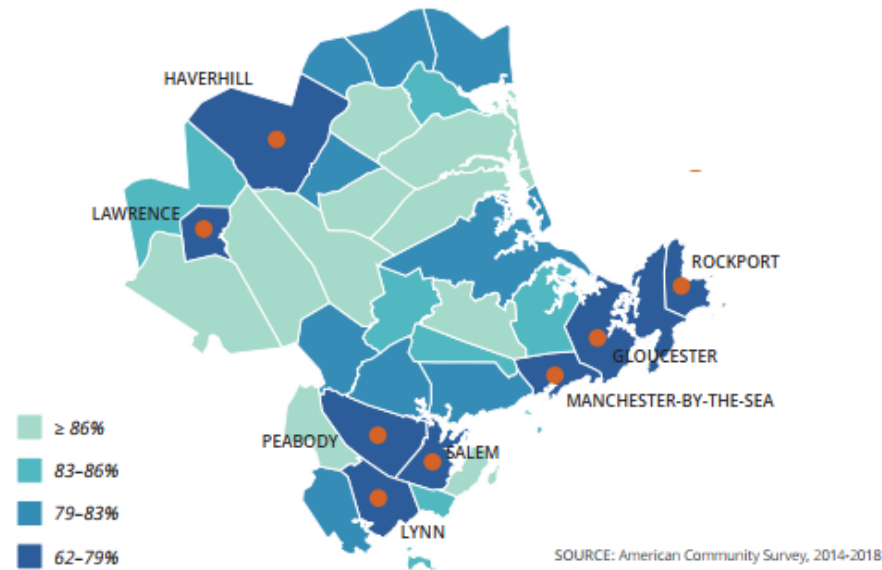 HAVERHILL
LAWRENCE
ROCKPORT
GLOUCESTER
MANCHESTER-BY-THE-SEA
PEABODY
SALEM
LYNN
≥ 86%
83–86%
79–83%
62–79%
SOURCE: American Community Survey, 2014-2018